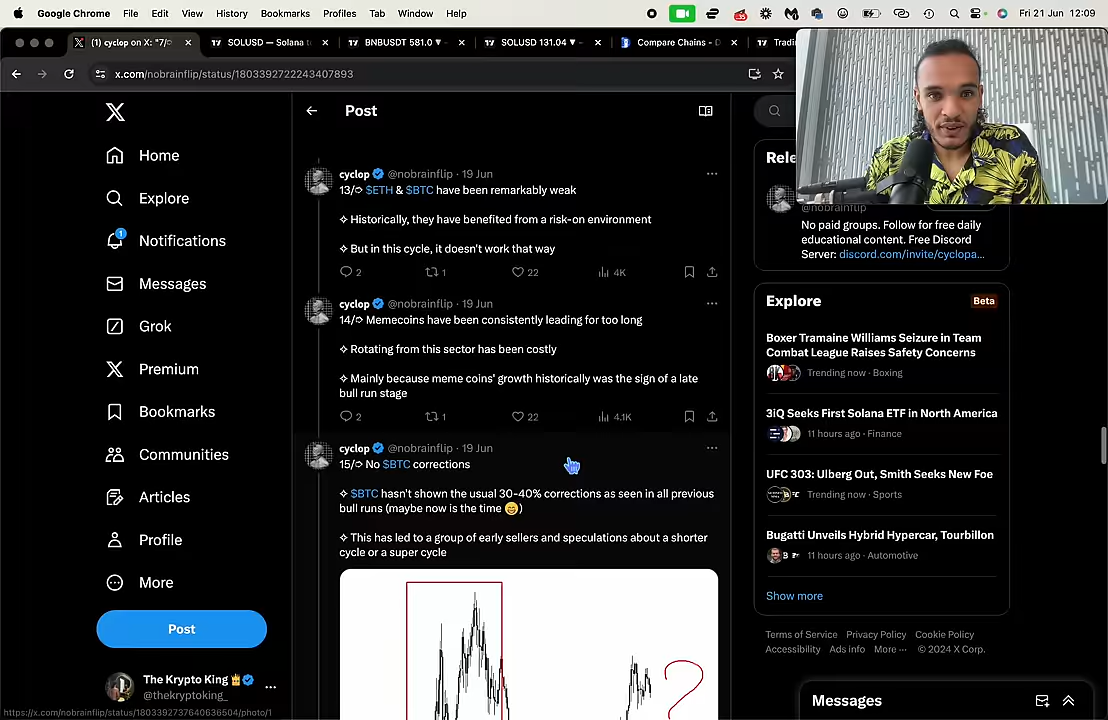 Google Chrome File Edit View History Bookmarks Profiles Tab Window Help
Fri 21 Jun 12:09
(1) cyclop on X: "7/
SOLUSD — Solana
BNBUSDT 581.0 ▼
SOLUSD 131.04 ▼
Compare Chains - D
x.com/nobrainflip/status/1803392722243407893
Home
Explore
1
Notifications
Messages
Grok
Premium
Bookmarks
Communities
Articles
Profile
More
Post
The Krypto King
@thekryptoking_
https://x.com/nobrainflip/status/1803392737640636504/photo/1
Post
cyclop @nobrainflip · 19 Jun
13/➮ $ETH & $BTC have been remarkably weak
✧ Historically, they have benefited from a risk-on environment
✧ But in this cycle, it doesn't work that way
2 1 22 4K
cyclop @nobrainflip · 19 Jun
14/➮ Memecoins have been consistently leading for too long
✧ Rotating from this sector has been costly
✧ Mainly because meme coins' growth historically was the sign of a late
bull run stage
2 1 22 4.1K
cyclop @nobrainflip · 19 Jun
15/➮ No $BTC corrections
✧ $BTC hasn't shown the usual 30-40% corrections as seen in all previous
bull runs (maybe now is the time 😄)
✧ This has led to a group of early sellers and speculations about a shorter
cycle or a super cycle
?
@nobrainflip
No paid groups. Follow for free daily
educational content. Free Discord
Server: discord.com/invite/cyclopa...
Explore
Beta
Boxer Tramaine Williams Seizure in Team
Combat League Raises Safety Concerns
Trending now · Boxing
3iQ Seeks First Solana ETF in North America
11 hours ago · Finance
UFC 303: Ulberg Out, Smith Seeks New Foe
Trending now · Sports
Bugatti Unveils Hybrid Hypercar, Tourbillon
11 hours ago · Automotive
Show more
Terms of Service Privacy Policy Cookie Policy
Accessibility Ads info More ··· © 2024 X Corp.
Messages